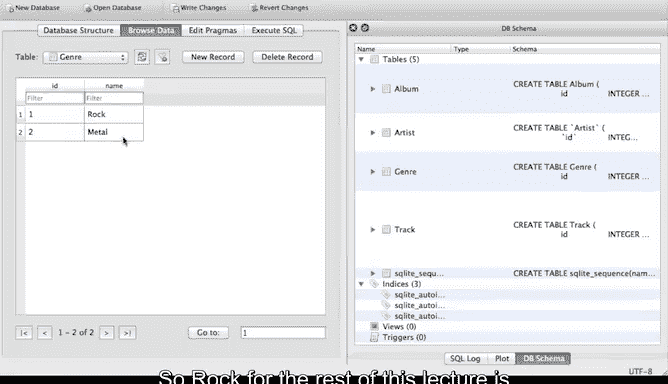 New Database Open Database Write Changes Revert Changes
Database Structure Browse Data Edit Pragmas Execute SQL
Table: Genre New Record Delete Record
id name
Filter Filter
1 1 Rock
2 2 Metal
1 - 2 of 2 Go to: 1
DB Schema
Name Type Schema
Tables (5)
Album CREATE TABLE Album (
id INTEGER ...
Artist CREATE TABLE `Artist` (
`id` INTEG...
Genre CREATE TABLE Genre (
id INTEGER ...
Track CREATE TABLE Track (
id INTEGER ...
sqlite_sequ... CREATE TABLE sqlite_sequence(nam...
Indices (3)
sqlite_autoi...
sqlite_autoi...
sqlite_autoi...
Views (0)
Triggers (0)
SQL Log Plot DB Schema
UTF-8
So Rock for the rest of this lecture is